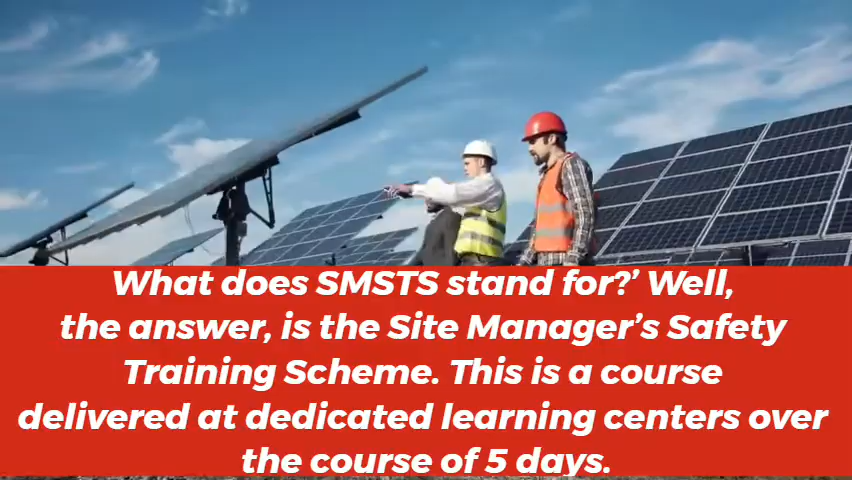 What does SMSTS stand for?’ Well,
the answer, is the Site Manager’s Safety
Training Scheme. This is a course
delivered at dedicated learning centers over
the course of 5 days.